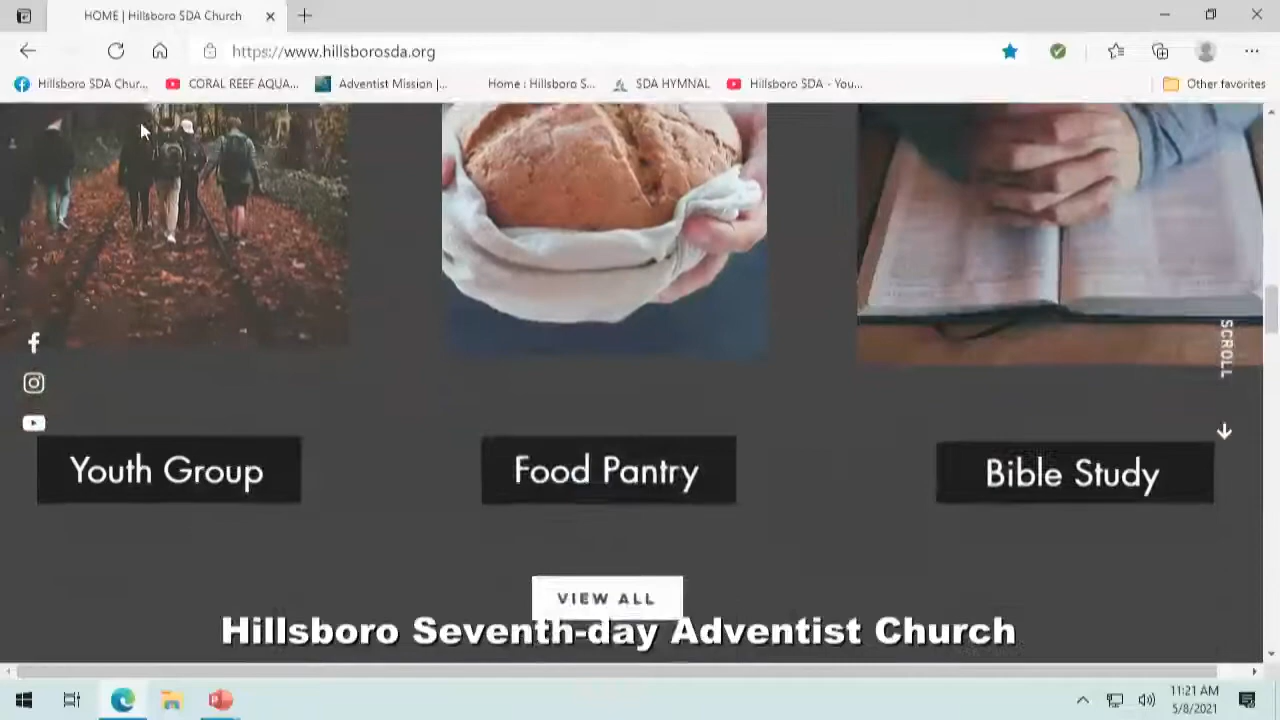 HOME | Hillsboro SDA Church
https://www.hillsborosda.org
Hillsboro SDA Chur... CORAL REEF AQUA... Adventist Mission |... Home : Hillsboro S... SDA HYMNAL Hillsboro SDA - You... Other favorites
SCROLL
Youth Group Food Pantry Bible Study
VIEW ALL
Hillsboro Seventh-day Adventist Church
11:21 AM
5/8/2021